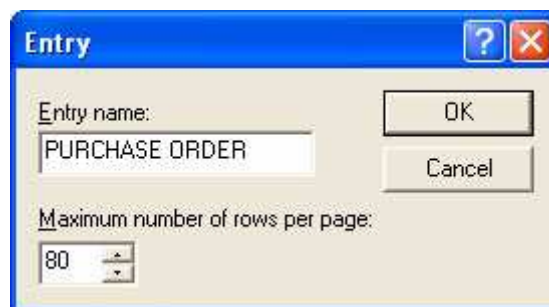 Entry
Entry name:
OK
PURCHASE ORDER
Cancel
Maximum number of rows per page:
80